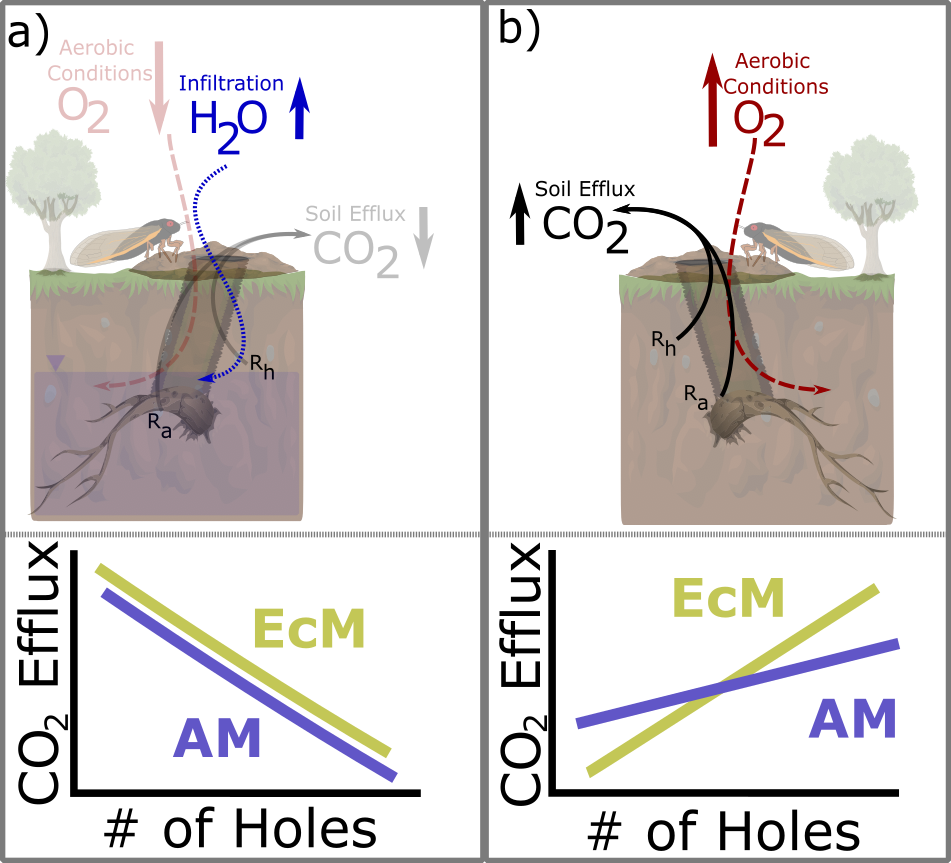 a)
Aerobic
Conditions
O2
Infiltration
H2O
Soil Efflux
CO2
Rh
Ra
CO2 Efflux
EcM
AM
# of Holes
b)
Aerobic
Conditions
O2
Soil Efflux
CO2
Rh
Ra
CO2 Efflux
EcM
AM
# of Holes